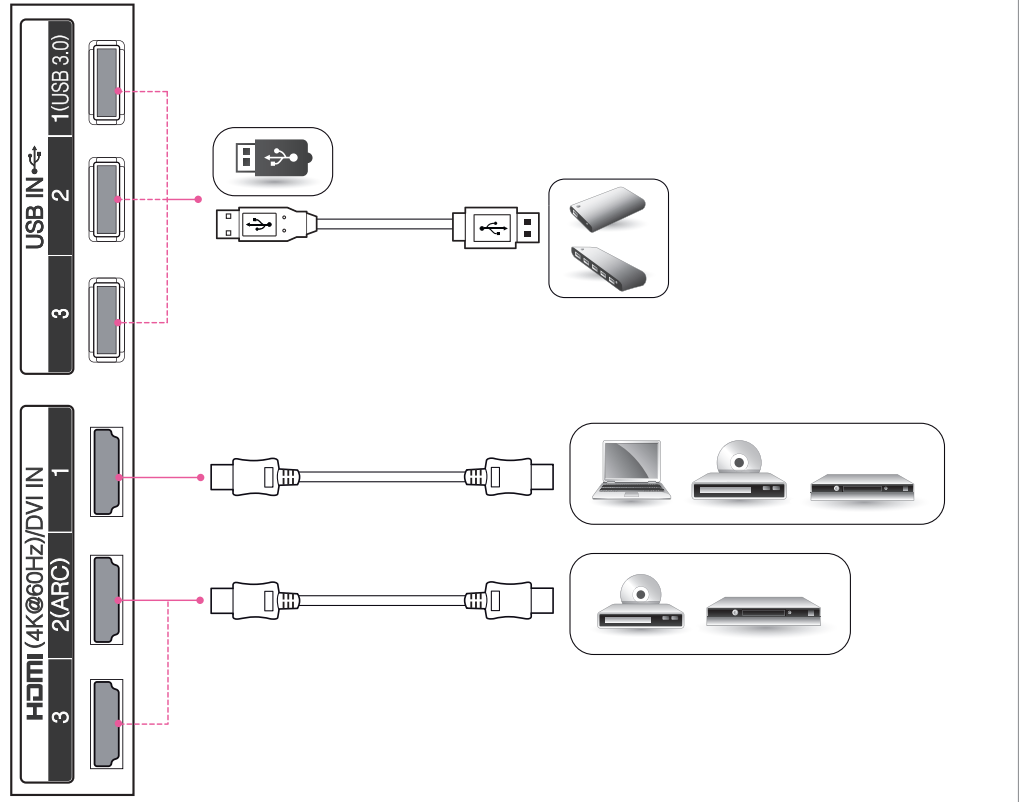 USB IN
1(USB 3.0)
2
3
HDMI (4K@60Hz)/DVI IN
1
2(ARC)
3